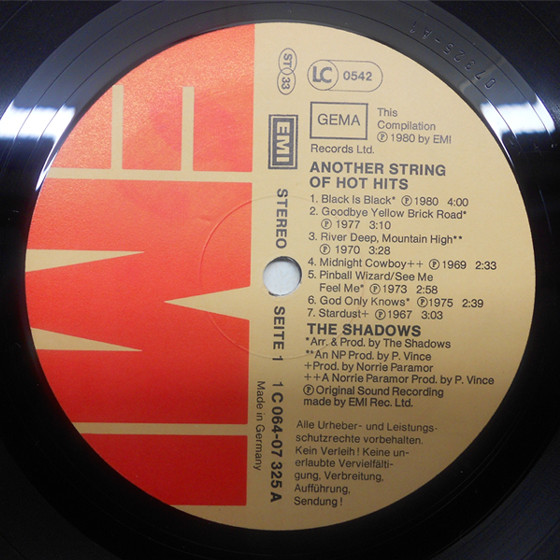 ST 33
LC 0542
GEMA
This
Compilation
℗ 1980 by EMI
Records Ltd.
EMI
STEREO
SEITE 1
1 C 064-07 325 A
Made in Germany
ANOTHER STRING
OF HOT HITS
1. Black Is Black* ℗ 1980 4:00
2. Goodbye Yellow Brick Road*
℗ 1977 3:10
3. River Deep, Mountain High**
℗ 1970 3:28
4. Midnight Cowboy++ ℗ 1969 2:33
5. Pinball Wizard/See Me
Feel Me* ℗ 1973 2:58
6. God Only Knows* ℗ 1975 2:39
7. Stardust+ ℗ 1967 3:03
THE SHADOWS
*Arr. & Prod. by The Shadows
**An NP Prod. by P. Vince
+Prod. by Norrie Paramor
++A Norrie Paramor Prod. by P. Vince
℗ Original Sound Recording
made by EMI Rec. Ltd.
Alle Urheber- und Leistungs-
schutzrechte vorbehalten.
Kein Verleih! Keine un-
erlaubte Vervielfälti-
gung, Verbreitung,
Aufführung,
Sendung!
EMI